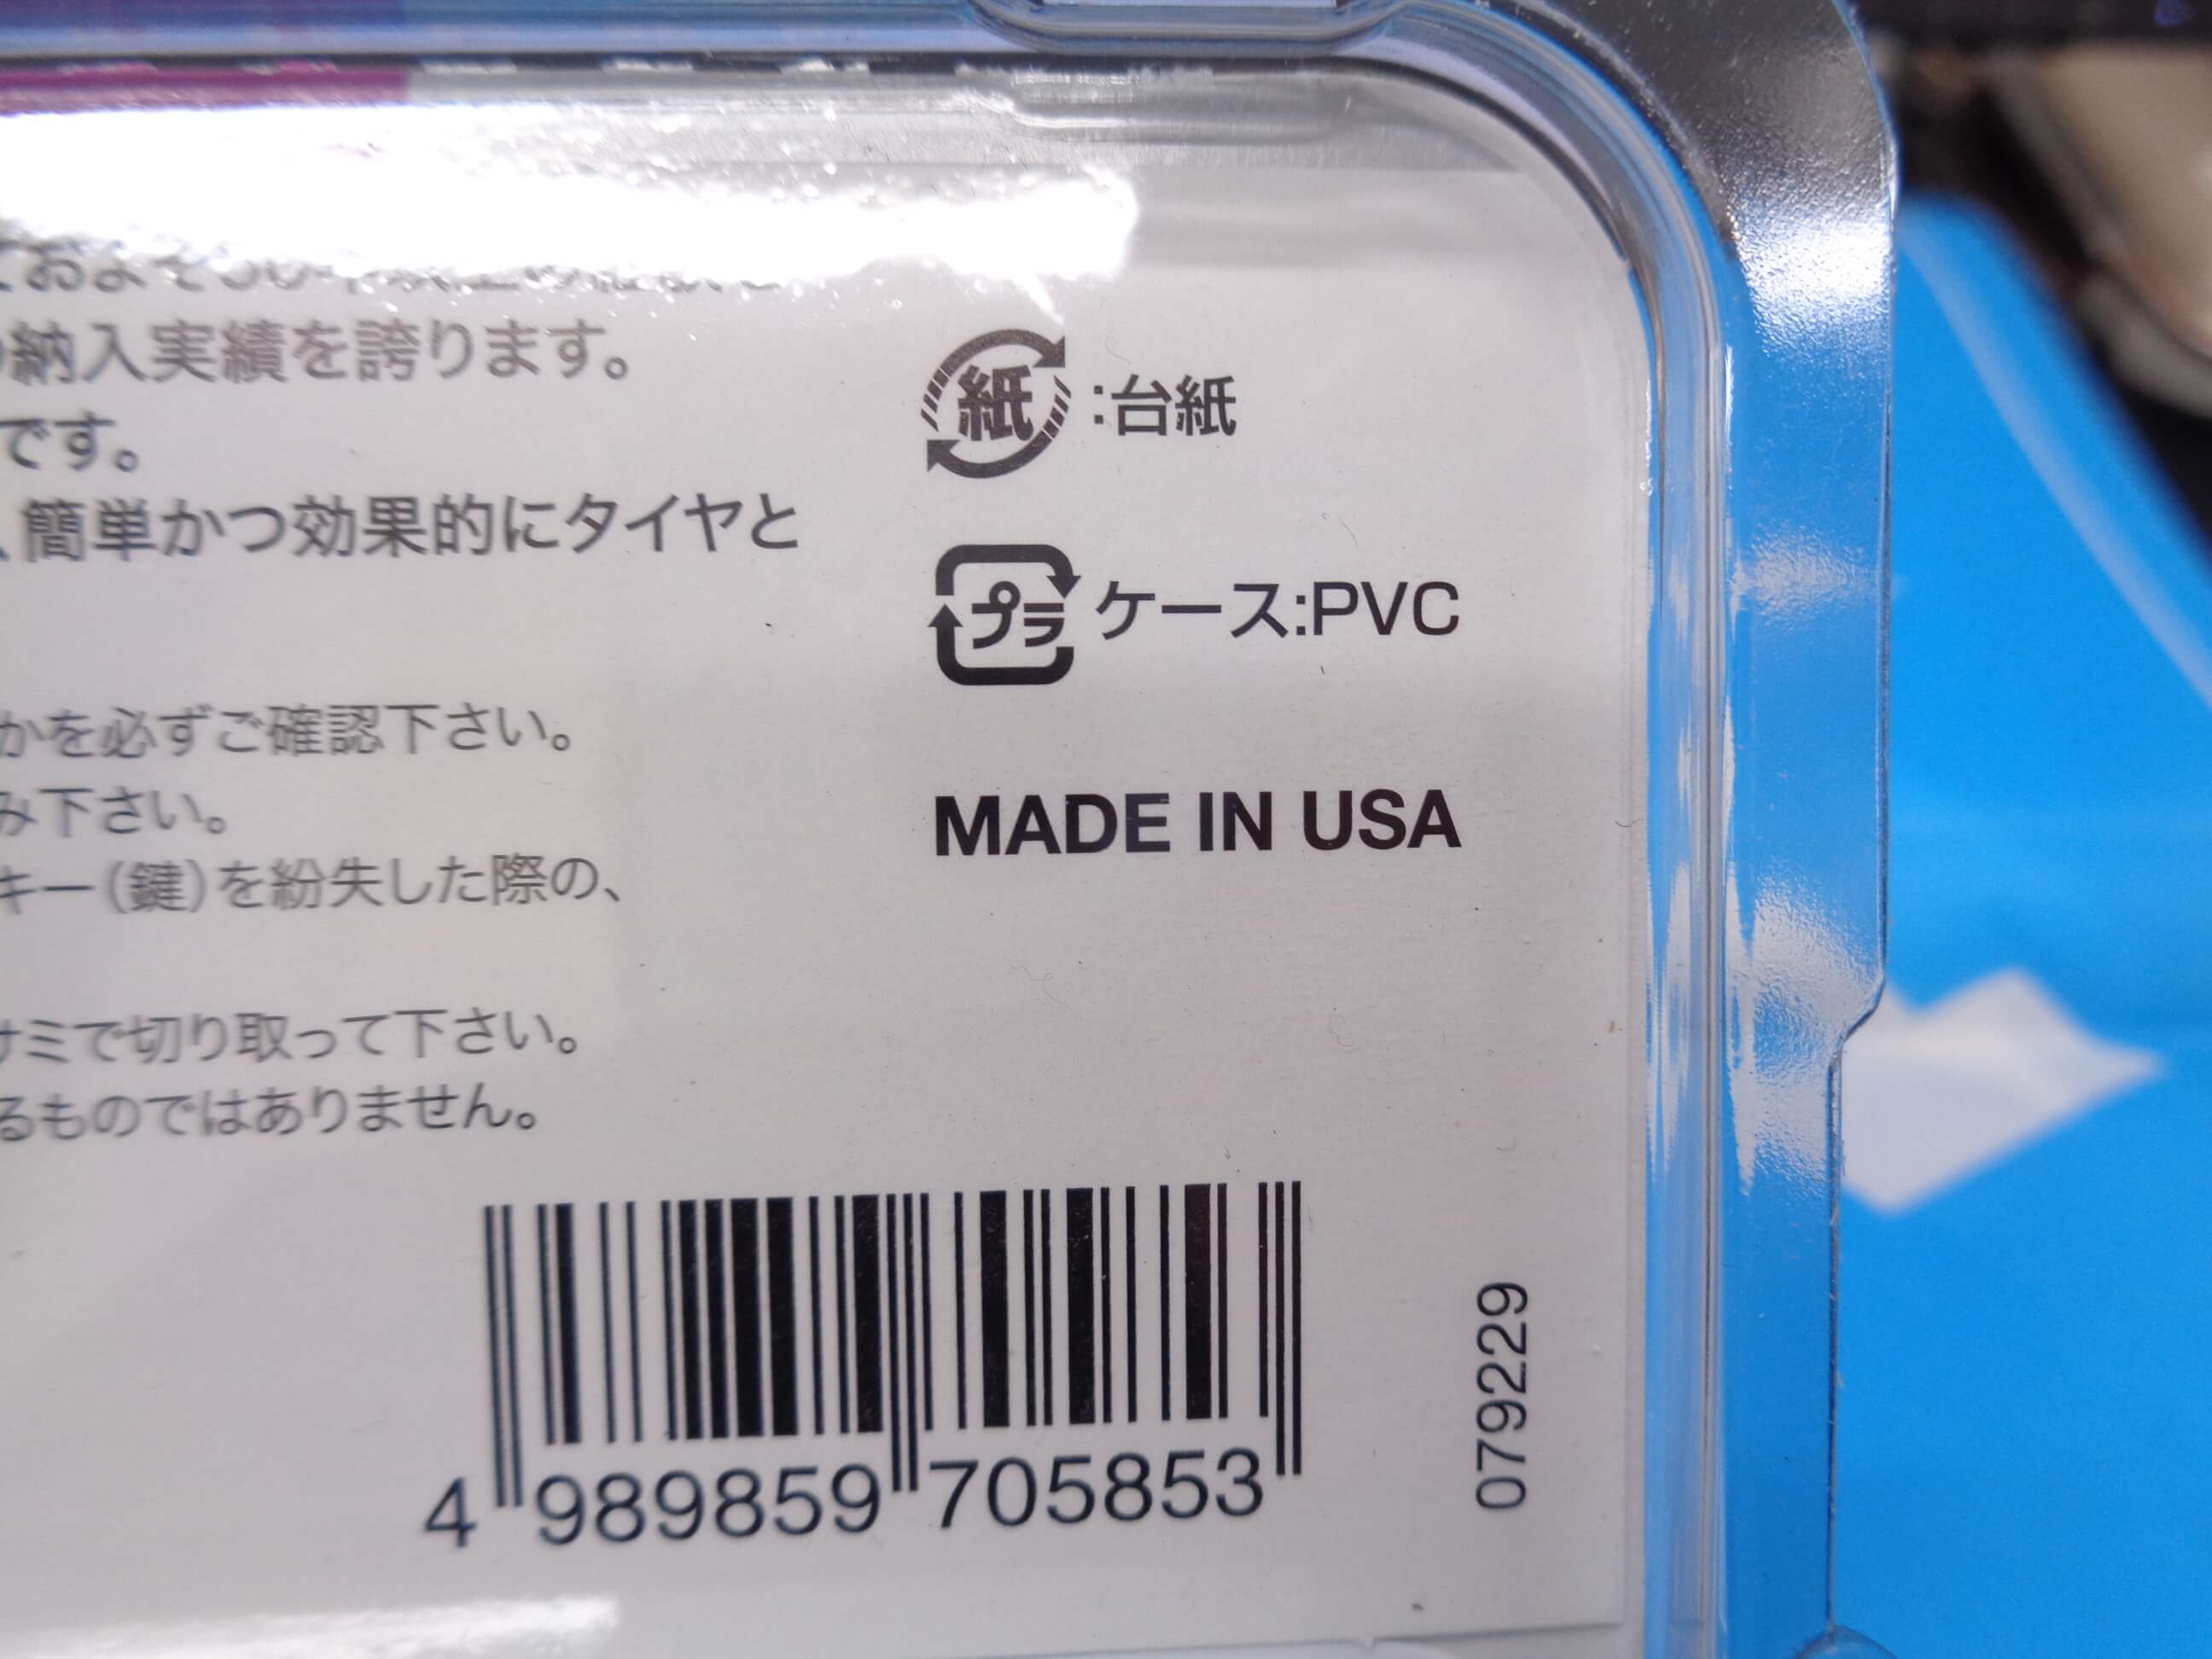 納入実績を誇ります。
です。
、簡単かつ効果的にタイヤと
かを必ずご確認下さい。
み下さい。
キー（鍵）を紛失した際の、
サミで切り取って下さい。
るものではありません。
紙:台紙
プラ ケース:PVC
MADE IN USA
4 989859 705853
079229